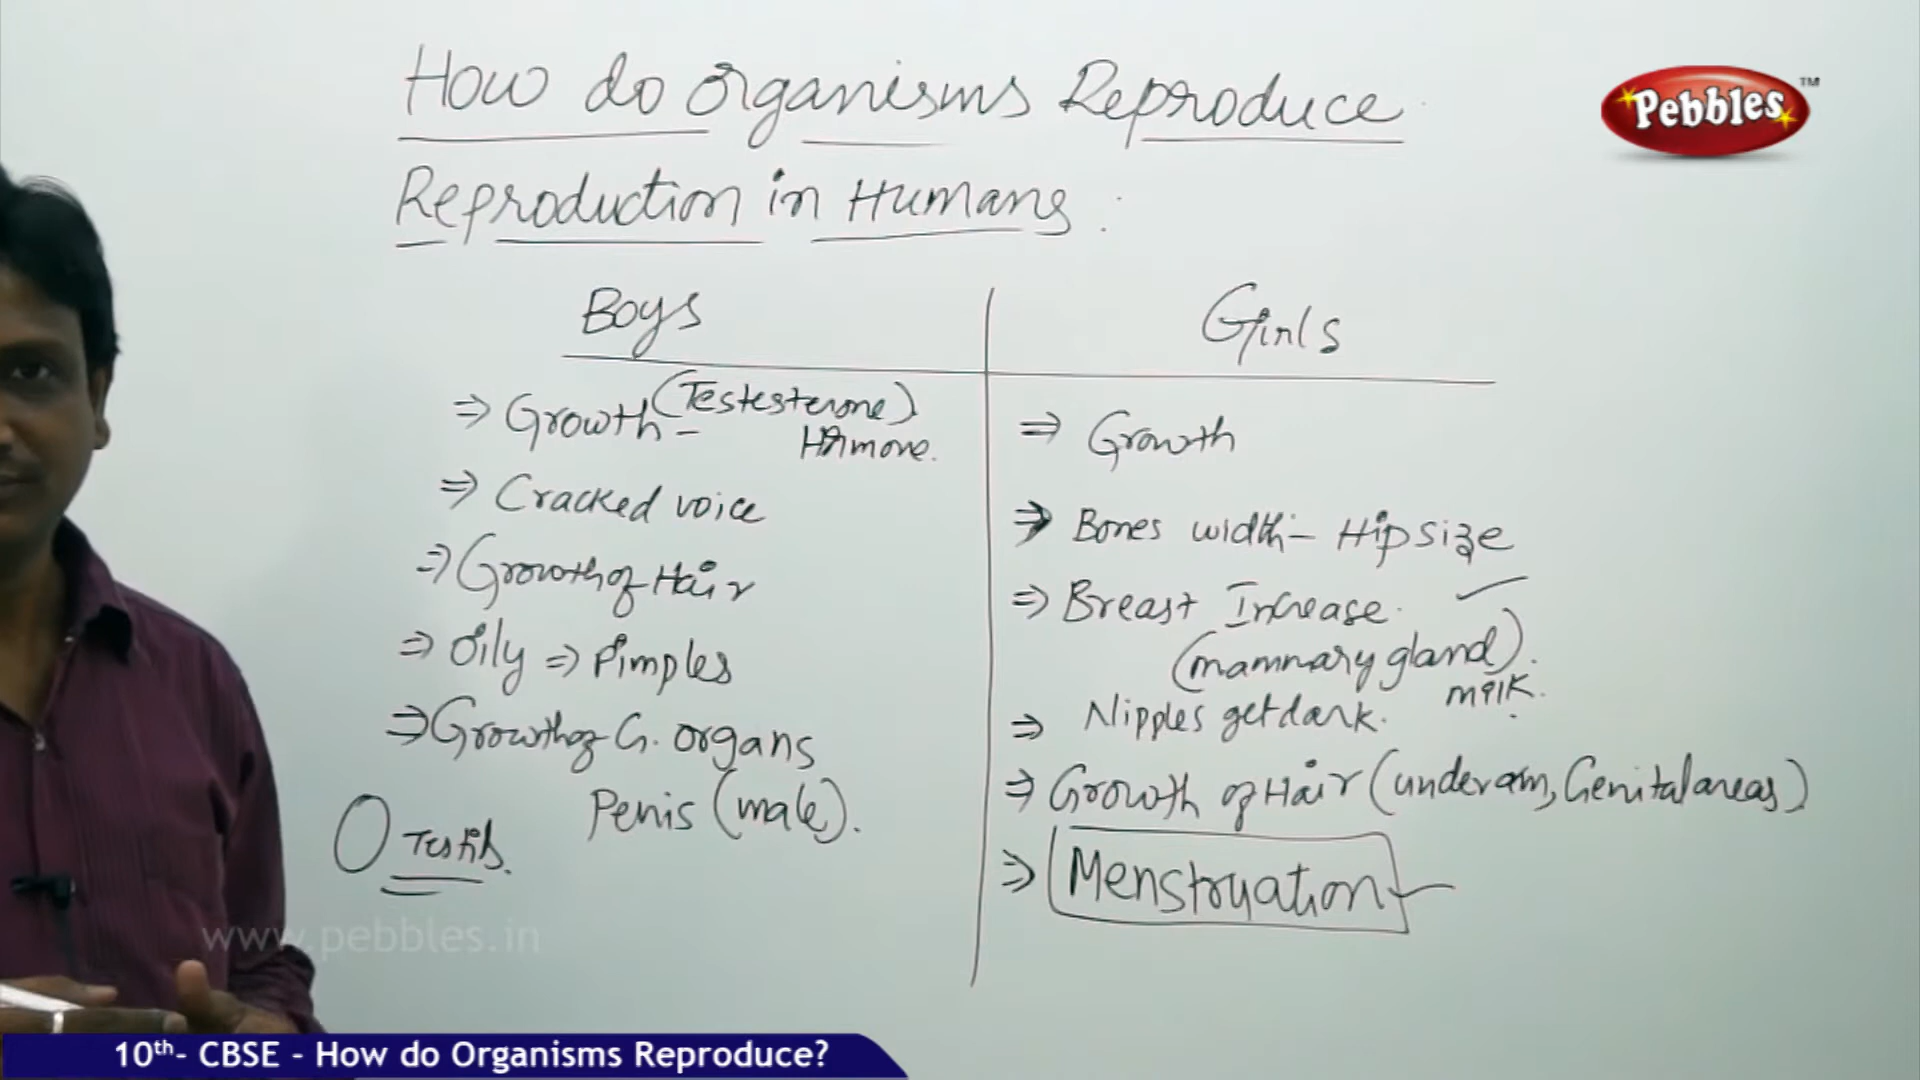 How do organisms Reproduce
Reproduction in Humans :
Pebbles™
Boys
⇒ Growth – (Testesterone)
Hormone.
⇒ Cracked voice
⇒ Growth of Hair
⇒ Oily ⇒ Pimples
⇒ Growth of G. organs
Penis (male).
Girls
⇒ Growth
⇒ Bones width – Hip size
⇒ Breast Increase.
(mammary gland).
milk.
⇒ Nipples get dark.
⇒ Growth of Hair (underarm, Genital areas)
⇒ Menstruation
www.pebbles.in
10th- CBSE - How do Organisms Reproduce?